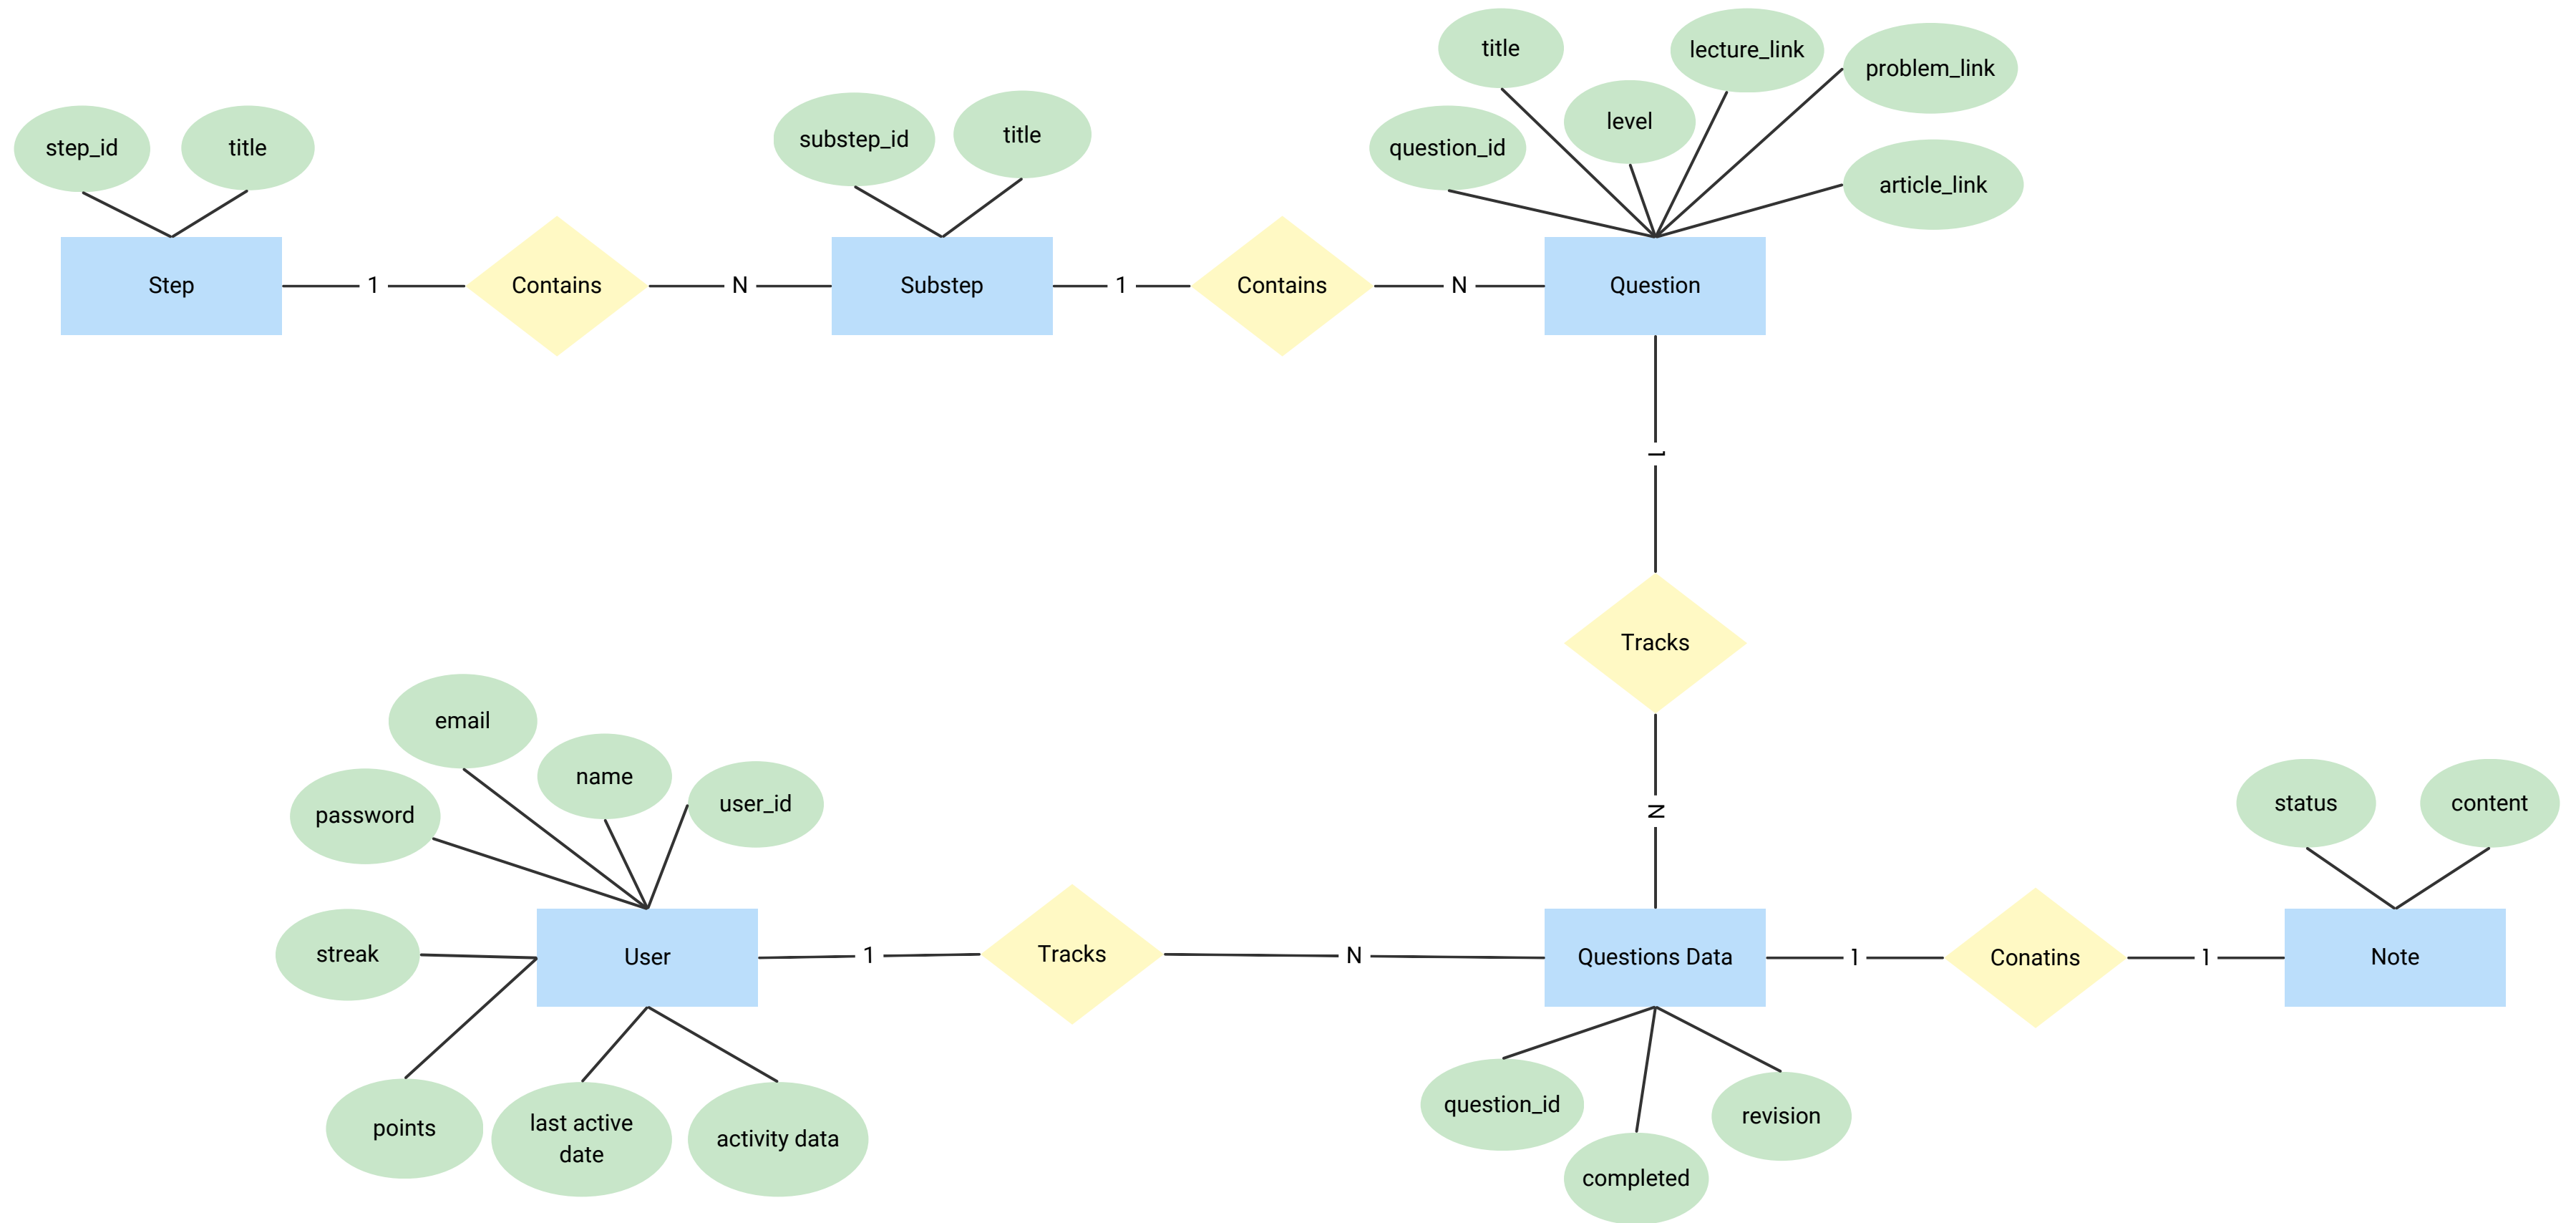 title
lecture_link
problem_link
level
step_id
title
substep_id
title
question_id
article_link
Step
1
Contains
N
Substep
1
Contains
N
Question
1
Tracks
N
email
name
user_id
password
status
content
streak
User
1
Tracks
N
Questions Data
1
Conatins
1
Note
points
last active
date
activity data
question_id
revision
completed